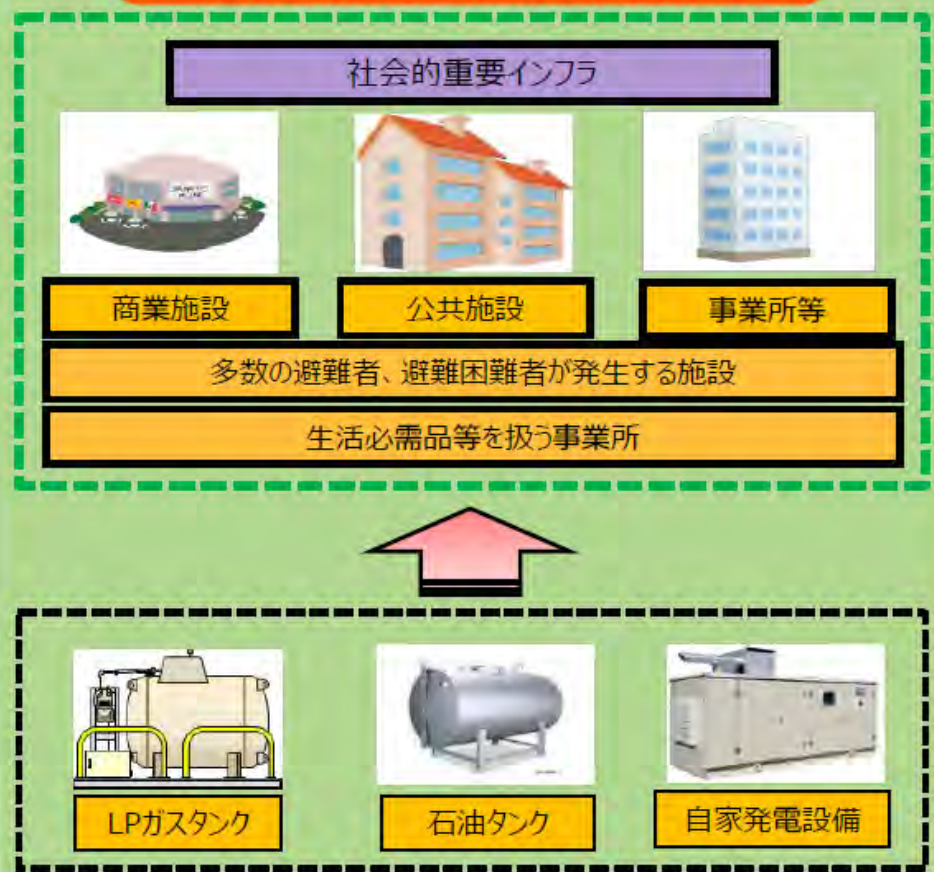 社会的重要インフラ
商業施設
公共施設
事業所等
多数の避難者、避難困難者が発生する施設
生活必需品等を扱う事業所
LPガスタンク
石油タンク
自家発電設備